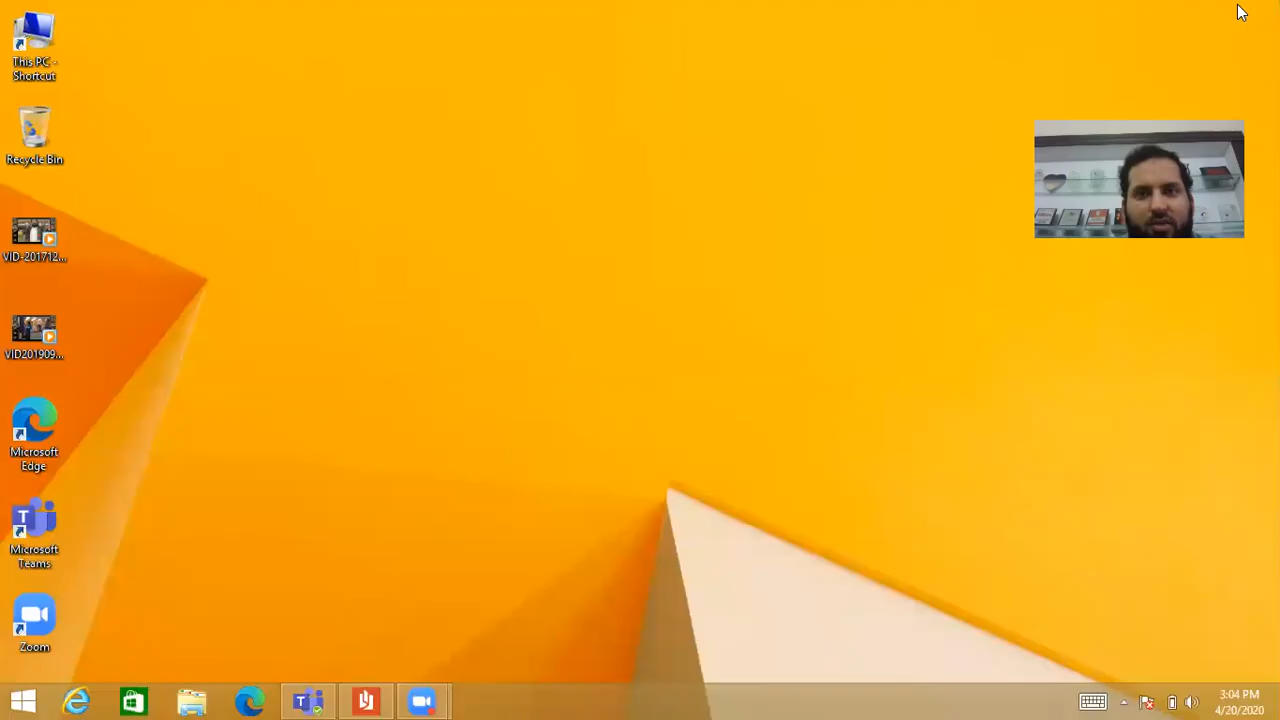 This PC -
Shortcut
Recycle Bin
VID-201712...
VID201909...
Microsoft
Edge
T
Microsoft
Teams
Zoom
T
3:04 PM
4/20/2020